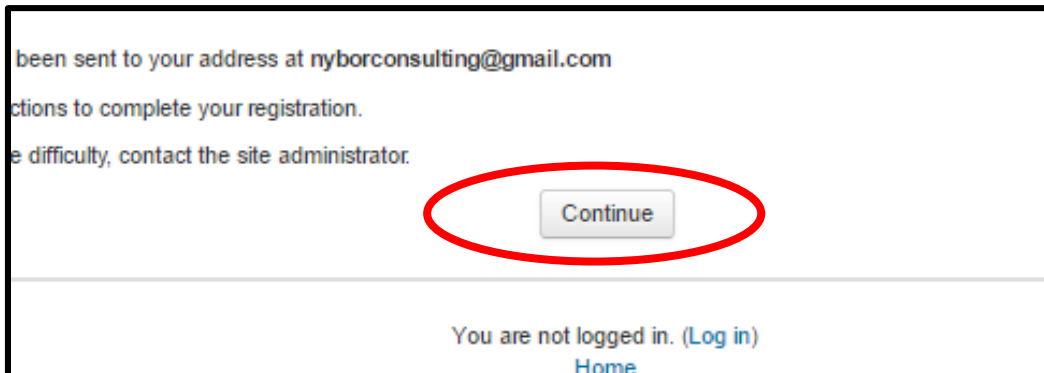 been sent to your address at nyborconsulting@gmail.com
ctions to complete your registration.
e difficulty, contact the site administrator.
Continue
You are not logged in. (Log in)
Home